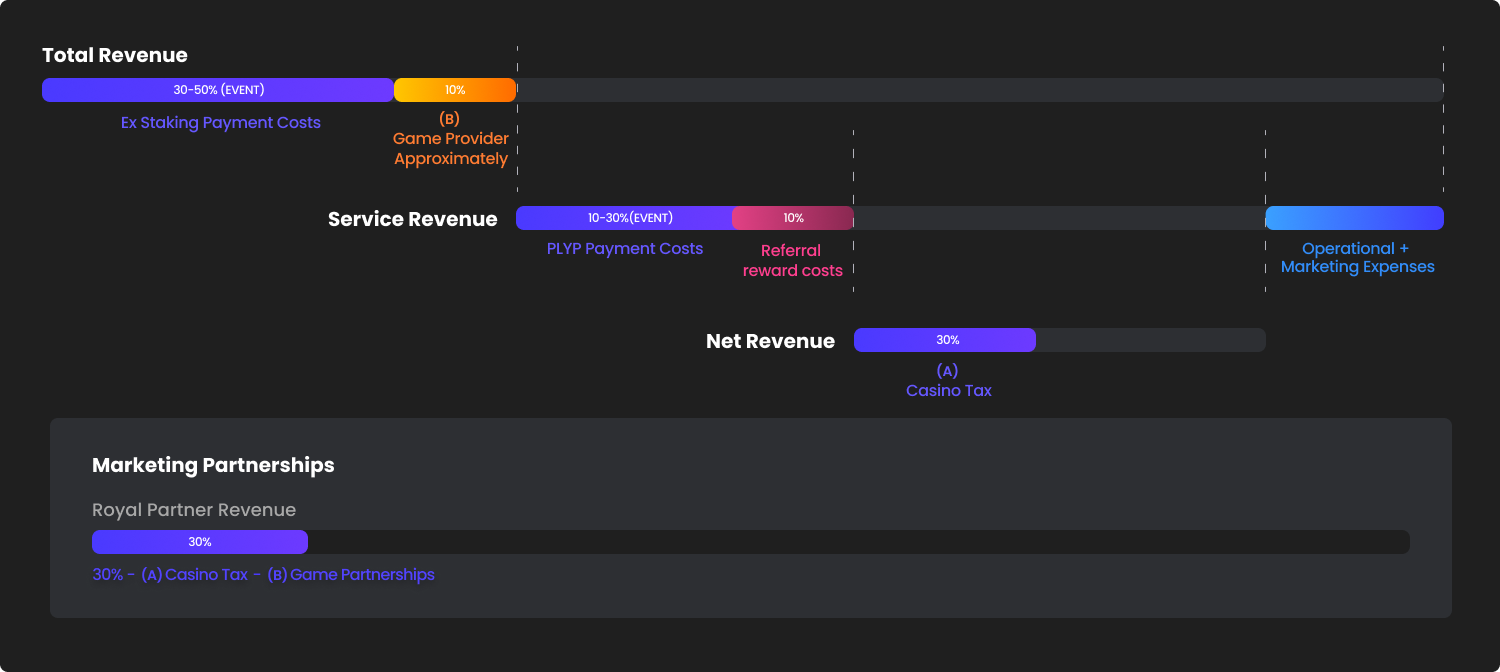 Total Revenue
30-50% (EVENT)
10%
Ex Staking Payment Costs
(B)
Game Provider
Approximately
Service Revenue
10-30%(EVENT)
10%
PLYP Payment Costs
Referral
reward costs
Operational +
Marketing Expenses
Net Revenue
30%
(A)
Casino Tax
Marketing Partnerships
Royal Partner Revenue
30%
30% - (A) Casino Tax - (B) Game Partnerships